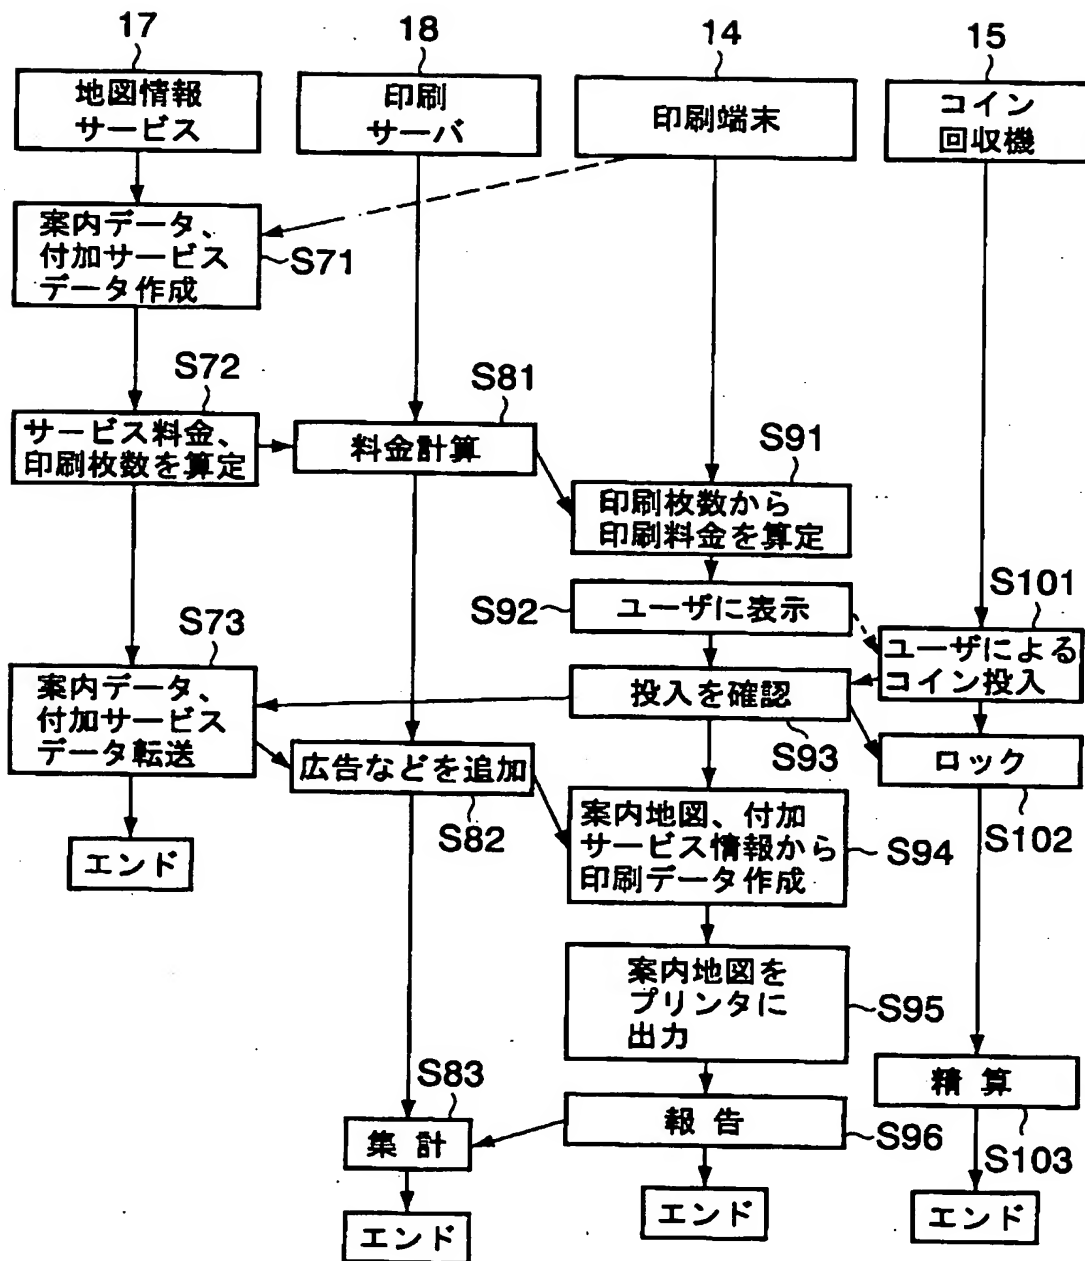 17
18
14
15
地図情報
サービス
印刷
サーバ
印刷端末
コイン
回収機
案内データ、
付加サービス
データ作成
S71
S72
サービス料金、
印刷枚数を算定
S81
料金計算
S91
印刷枚数から
印刷料金を算定
S92
ユーザに表示
S101
ユーザによる
コイン投入
S73
案内データ、
付加サービス
データ転送
投入を確認
S93
ロック
S102
広告などを追加
S82
案内地図、付加
サービス情報から
印刷データ作成
S94
エンド
案内地図を
プリンタに
出力
S95
精算
S103
S83
集計
報告
S96
エンド
エンド
エンド